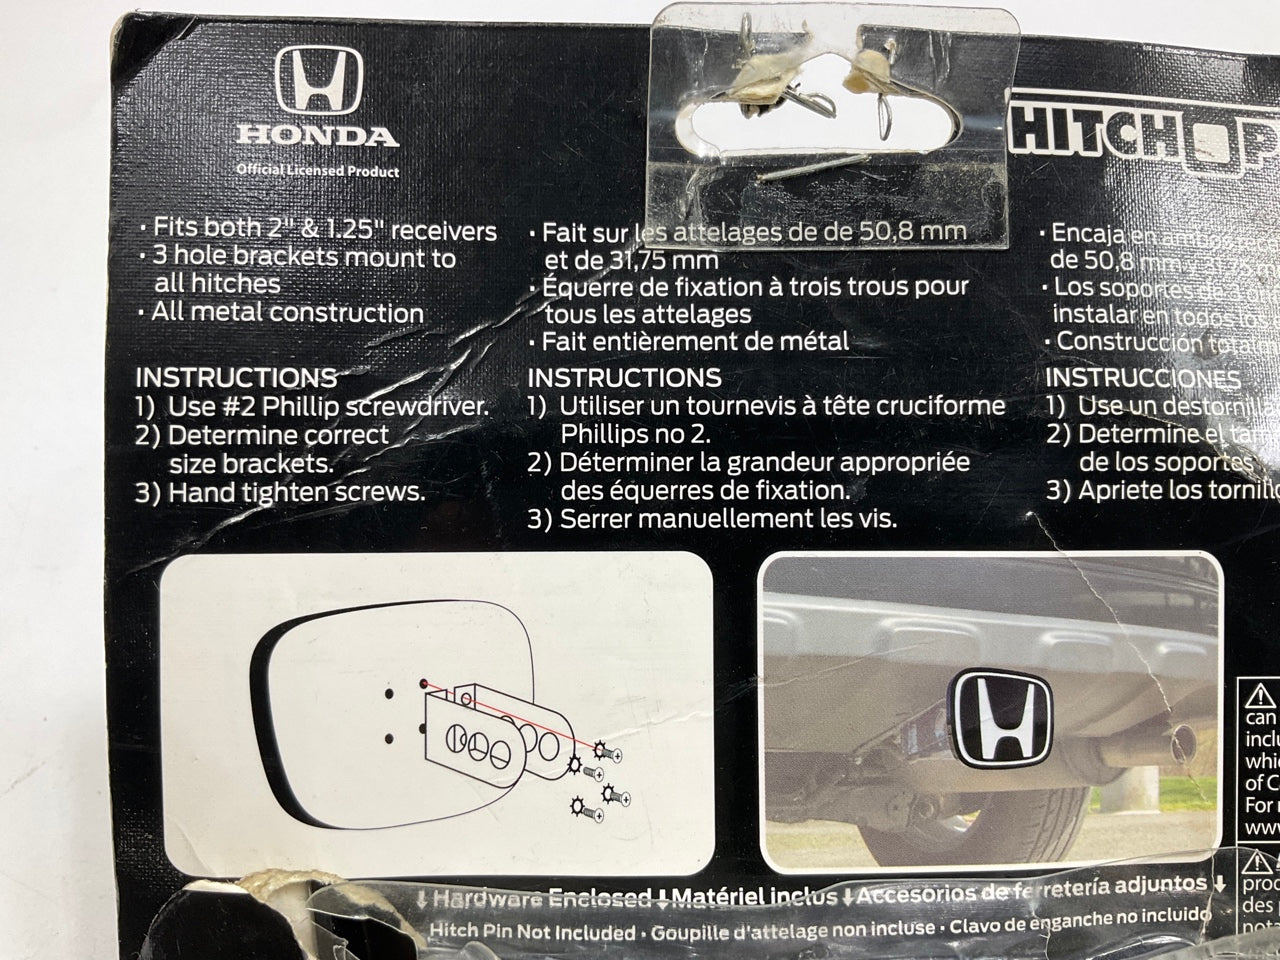 HONDA
Official Licensed Product
HITCH
· Fits both 2" & 1.25" receivers
· 3 hole brackets mount to
all hitches
· All metal construction
INSTRUCTIONS
1) Use #2 Phillip screwdriver.
2) Determine correct
size brackets.
3) Hand tighten screws.
· Fait sur les attelages de de 50,8 mm
et de 31,75 mm
· Équerre de fixation à trois trous pour
tous les attelages
· Fait entièrement de métal
INSTRUCTIONS
1) Utiliser un tournevis à tête cruciforme
Phillips no 2.
2) Déterminer la grandeur appropriée
des équerres de fixation.
3) Serrer manuellement les vis.
· Encaja en ambos
de 50,8 mm y 31,75 m
· Los soportes de
instalar en todos los
· Construcción
INSTRUCCIONES
1) Use un
2) Determine el
de los soportes
3) Apriete los
can
of
For
www
↓ Hardware Enclosed ↓ Matériel inclus ↓ Accesorios de ferretería adjuntos ↓
Hitch Pin Not Included · Goupille d'attelage non incluse · Clavo de enganche no incluido
des